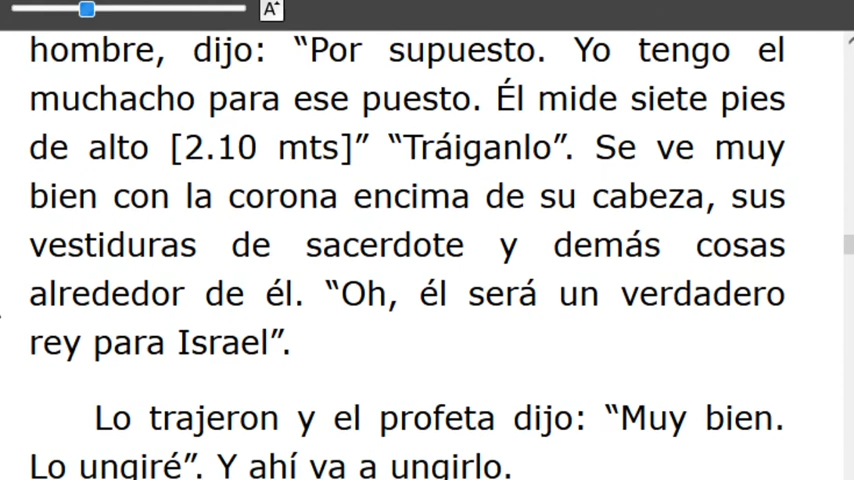 A
hombre, dijo: “Por supuesto. Yo tengo el
muchacho para ese puesto. Él mide siete pies
de alto [2.10 mts]” “Tráiganlo”. Se ve muy
bien con la corona encima de su cabeza, sus
vestiduras de sacerdote y demás cosas
alrededor de él. “Oh, él será un verdadero
rey para Israel”.
Lo trajeron y el profeta dijo: “Muy bien.
Lo ungiré”. Y ahí va a ungirlo.